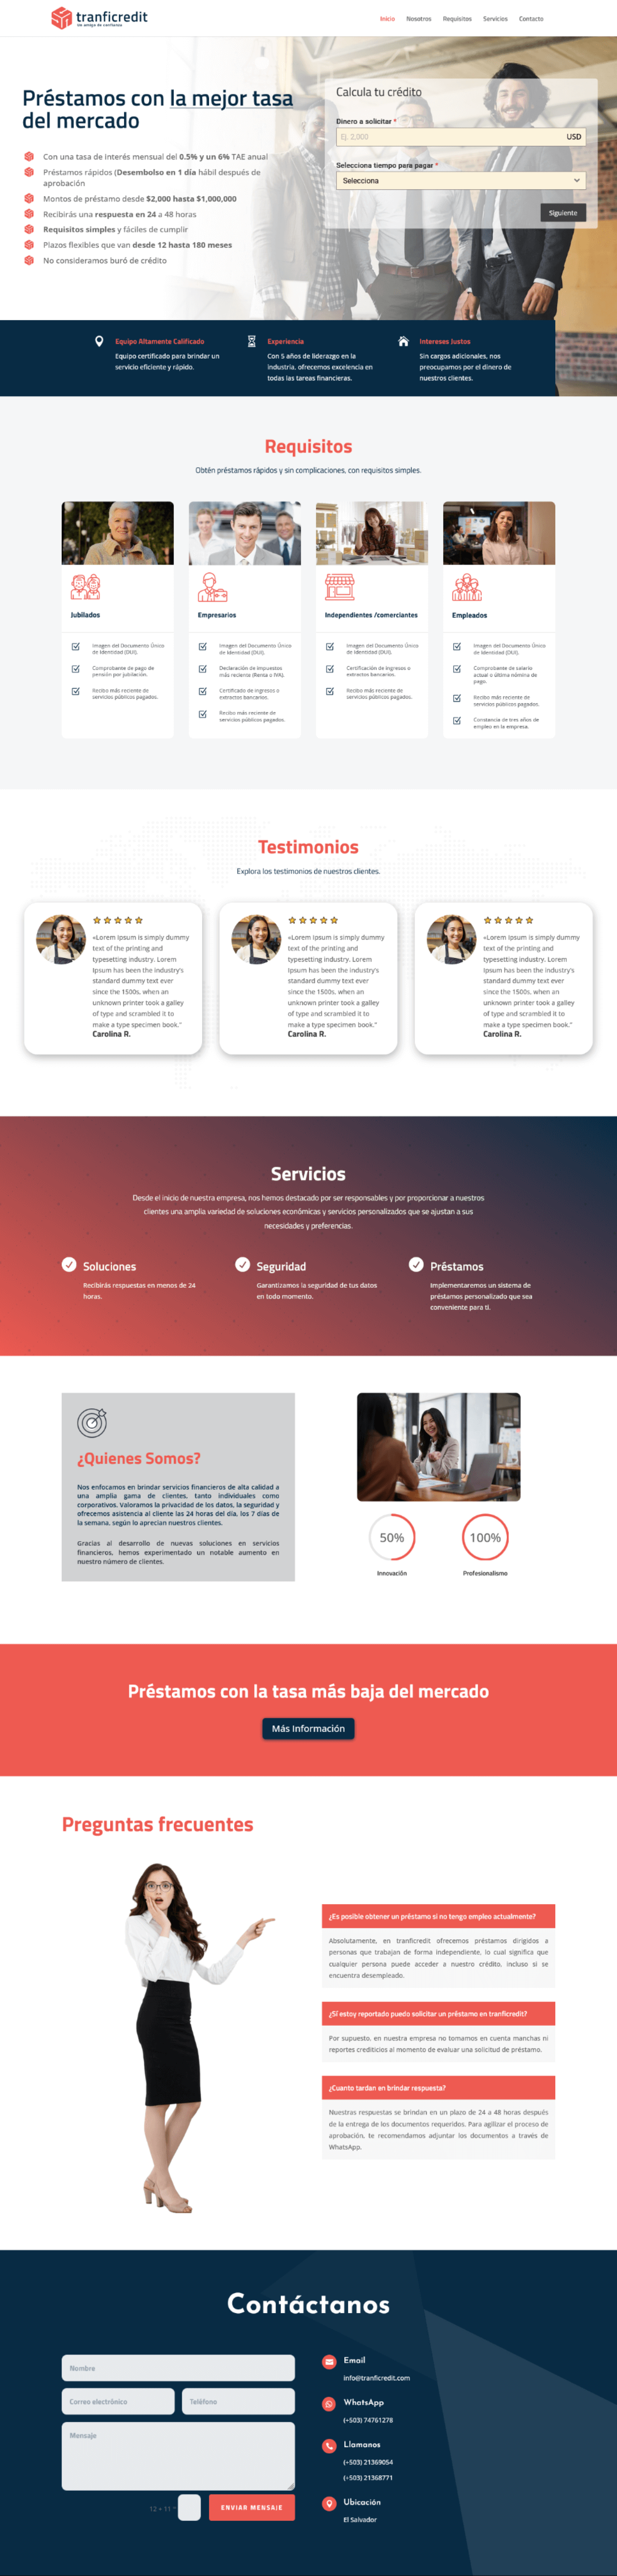 tranficredit
un amigo de confianza
Inicio Nosotros Requisitos Servicios Contacto
Préstamos con la mejor tasa
del mercado
Con una tasa de interés mensual del 0.5% y un 6% TAE anual
Préstamos rápidos (Desembolso en 1 día hábil después de
aprobación
Montos de préstamo desde $2,000 hasta $1,000,000
Recibirás una respuesta en 24 a 48 horas
Requisitos simples y fáciles de cumplir
Plazos flexibles que van desde 12 hasta 180 meses
No consideramos buró de crédito
Calcula tu crédito
Dinero a solicitar *
Ej. 2,000 USD
Selecciona tiempo para pagar *
Selecciona
Siguiente
Equipo Altamente Calificado
Equipo certificado para brindar un
servicio eficiente y rápido.
Experiencia
Con 5 años de liderazgo en la
industria, ofrecemos excelencia en
todas las tareas financieras.
Intereses Justos
Sin cargos adicionales, nos
preocupamos por el dinero de
nuestros clientes.
Requisitos
Obtén préstamos rápidos y sin complicaciones, con requisitos simples.
Jubilados
Imagen del Documento Único
de Identidad (DUI).
Comprobante de pago de
pensión por jubilación.
Recibo más reciente de
servicios públicos pagados.
Empresarios
Imagen del Documento Único
de Identidad (DUI).
Declaración de impuestos
más reciente (Renta o IVA).
Certificado de ingresos o
extractos bancarios.
Recibo más reciente de
servicios públicos pagados.
Independientes /comerciantes
Imagen del Documento Único
de Identidad (DUI).
Certificación de ingresos o
extractos bancarios.
Recibo más reciente de
servicios públicos pagados.
Empleados
Imagen del Documento Único
de Identidad (DUI).
Comprobante de salario
actual o última nómina de
pago.
Recibo más reciente de
servicios públicos pagados.
Constancia de tres años de
empleo en la empresa.
Testimonios
Explora los testimonios de nuestros clientes.
«Lorem Ipsum is simply dummy
text of the printing and
typesetting industry. Lorem
Ipsum has been the industry's
standard dummy text ever
since the 1500s, when an
unknown printer took a galley
of type and scrambled it to
make a type specimen book."
Carolina R.
«Lorem Ipsum is simply dummy
text of the printing and
typesetting industry. Lorem
Ipsum has been the industry's
standard dummy text ever
since the 1500s, when an
unknown printer took a galley
of type and scrambled it to
make a type specimen book."
Carolina R.
«Lorem Ipsum is simply dummy
text of the printing and
typesetting industry. Lorem
Ipsum has been the industry's
standard dummy text ever
since the 1500s, when an
unknown printer took a galley
of type and scrambled it to
make a type specimen book."
Carolina R.
Servicios
Desde el inicio de nuestra empresa, nos hemos destacado por ser responsables y por proporcionar a nuestros
clientes una amplia variedad de soluciones económicas y servicios personalizados que se ajustan a sus
necesidades y preferencias.
Soluciones
Recibirás respuestas en menos de 24
horas.
Seguridad
Garantizamos la seguridad de tus datos
en todo momento.
Préstamos
Implementaremos un sistema de
préstamos personalizado que sea
conveniente para ti.
¿Quienes Somos?
Nos enfocamos en brindar servicios financieros de alta calidad a
una amplia gama de clientes, tanto individuales como
corporativos. Valoramos la privacidad de los datos, la seguridad y
ofrecemos asistencia al cliente las 24 horas del día, los 7 días de
la semana, según lo aprecian nuestros clientes.
Gracias al desarrollo de nuevas soluciones en servicios
financieros, hemos experimentado un notable aumento en
nuestro número de clientes.
50%
Innovación
100%
Profesionalismo
Préstamos con la tasa más baja del mercado
Más Información
Preguntas frecuentes
¿Es posible obtener un préstamo si no tengo empleo actualmente?
Absolutamente, en tranficredit ofrecemos préstamos dirigidos a
personas que trabajan de forma independiente, lo cual significa que
cualquier persona puede acceder a nuestro crédito, incluso si se
encuentra desempleado.
¿Si estoy reportado puedo solicitar un préstamo en tranficredit?
Por supuesto, en nuestra empresa no tomamos en cuenta manchas ni
reportes crediticios al momento de evaluar una solicitud de préstamo.
¿Cuanto tardan en brindar respuesta?
Nuestras respuestas se brindan en un plazo de 24 a 48 horas después
de la entrega de los documentos requeridos. Para agilizar el proceso de
aprobación, te recomendamos adjuntar los documentos a través de
WhatsApp.
Contáctanos
Nombre
Correo electrónico
Teléfono
Mensaje
12 + 11 =
ENVIAR MENSAJE
Email
info@tranficredit.com
WhatsApp
(+503) 74761278
Llamanos
(+503) 21369054
(+503) 21368771
Ubicación
El Salvador